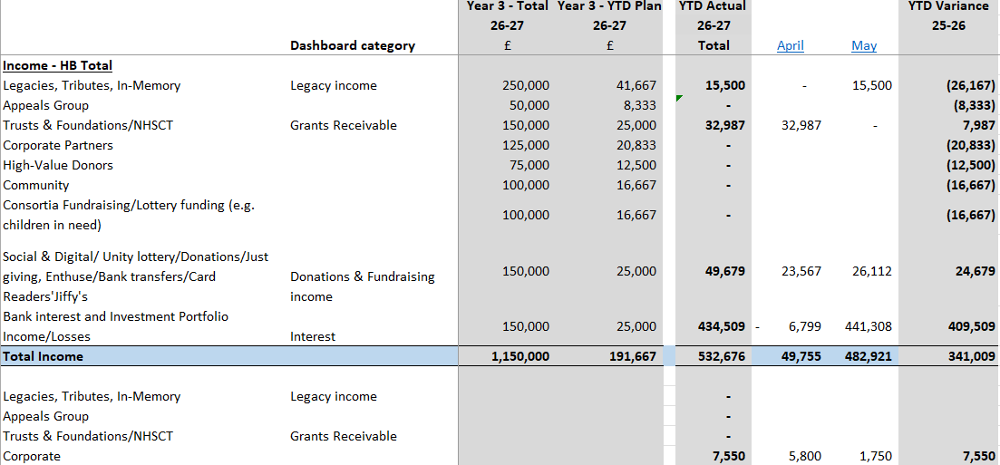 Year 3 - Total Year 3 - YTD Plan YTD Actual YTD Variance
26-27 26-27 26-27 25-26
Dashboard category £ £ Total April May
Income - HB Total
Legacies, Tributes, In-Memory Legacy income 250,000 41,667 15,500 - 15,500 (26,167)
Appeals Group 50,000 8,333 - (8,333)
Trusts & Foundations/NHSCT Grants Receivable 150,000 25,000 32,987 32,987 - 7,987
Corporate Partners 125,000 20,833 - (20,833)
High-Value Donors 75,000 12,500 - (12,500)
Community 100,000 16,667 - (16,667)
Consortia Fundraising/Lottery funding (e.g.
children in need) 100,000 16,667 - (16,667)
Social & Digital/ Unity lottery/Donations/Just
giving, Enthuse/Bank transfers/Card Donations & Fundraising 150,000 25,000 49,679 23,567 26,112 24,679
Readers'Jiffy's income
Bank interest and Investment Portfolio
Income/Losses Interest 150,000 25,000 434,509 - 6,799 441,308 409,509
Total Income 1,150,000 191,667 532,676 49,755 482,921 341,009
Legacies, Tributes, In-Memory Legacy income -
Appeals Group -
Trusts & Foundations/NHSCT Grants Receivable -
Corporate 7,550 5,800 1,750 7,550